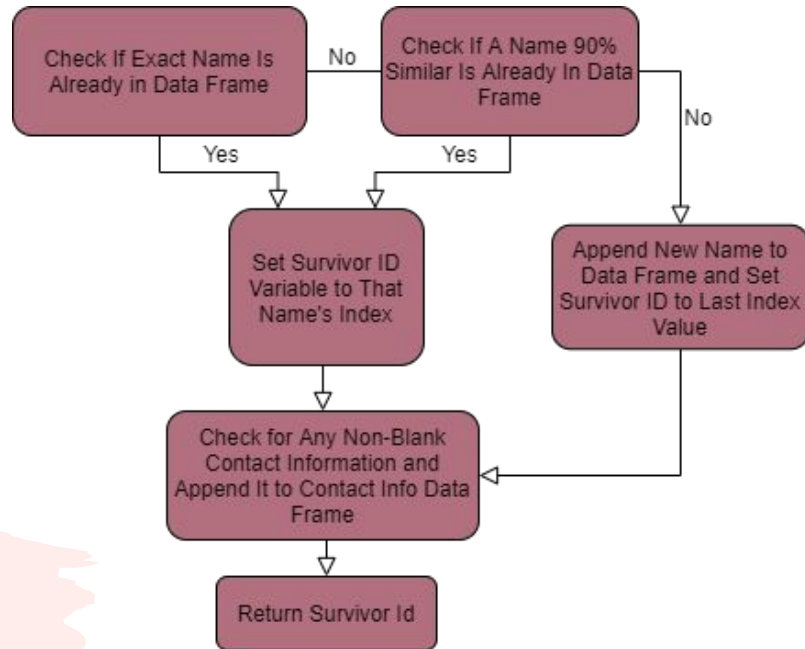 Check If Exact Name Is
Already in Data Frame
No
Check If A Name 90%
Similar Is Already In Data
Frame
No
Yes
Yes
Set Survivor ID
Variable to That
Name's Index
Append New Name to
Data Frame and Set
Survivor ID to Last Index
Value
Check for Any Non-Blank
Contact Information and
Append It to Contact Info Data
Frame
Return Survivor Id